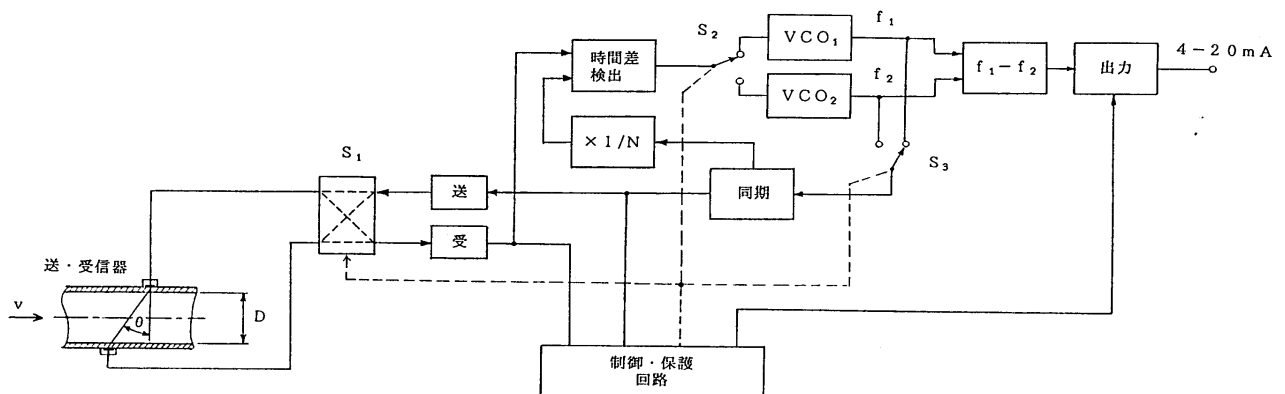 S₂
f₁
VCO₁
時間差
検出
f₁－f₂
出力
4－20mA
f₂
VCO₂
×1/N
S₃
S₁
送
同期
受
送・受信器
v
θ
D
制御・保護
回路